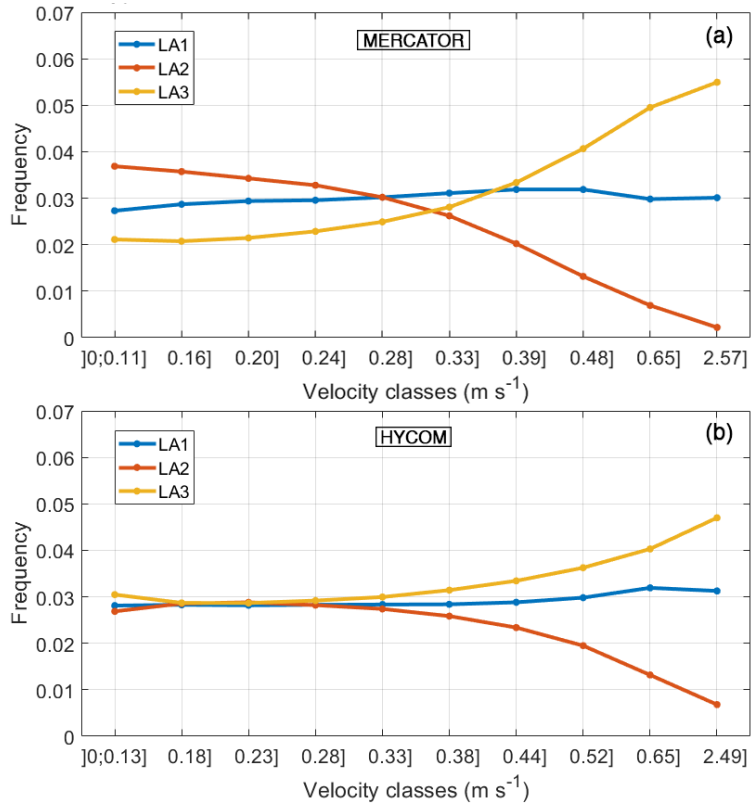 0.07
0.06
0.05
0.04
0.03
0.02
0.01
0
Frequency
MERCATOR
(a)
LA1
LA2
LA3
]0;0.11] 0.16] 0.20] 0.24] 0.28] 0.33] 0.39] 0.48] 0.65] 2.57]
Velocity classes (m s⁻¹)
0.07
0.06
0.05
0.04
0.03
0.02
0.01
0
Frequency
HYCOM
(b)
LA1
LA2
LA3
]0;0.13] 0.18] 0.23] 0.28] 0.33] 0.38] 0.44] 0.52] 0.65] 2.49]
Velocity classes (m s⁻¹)